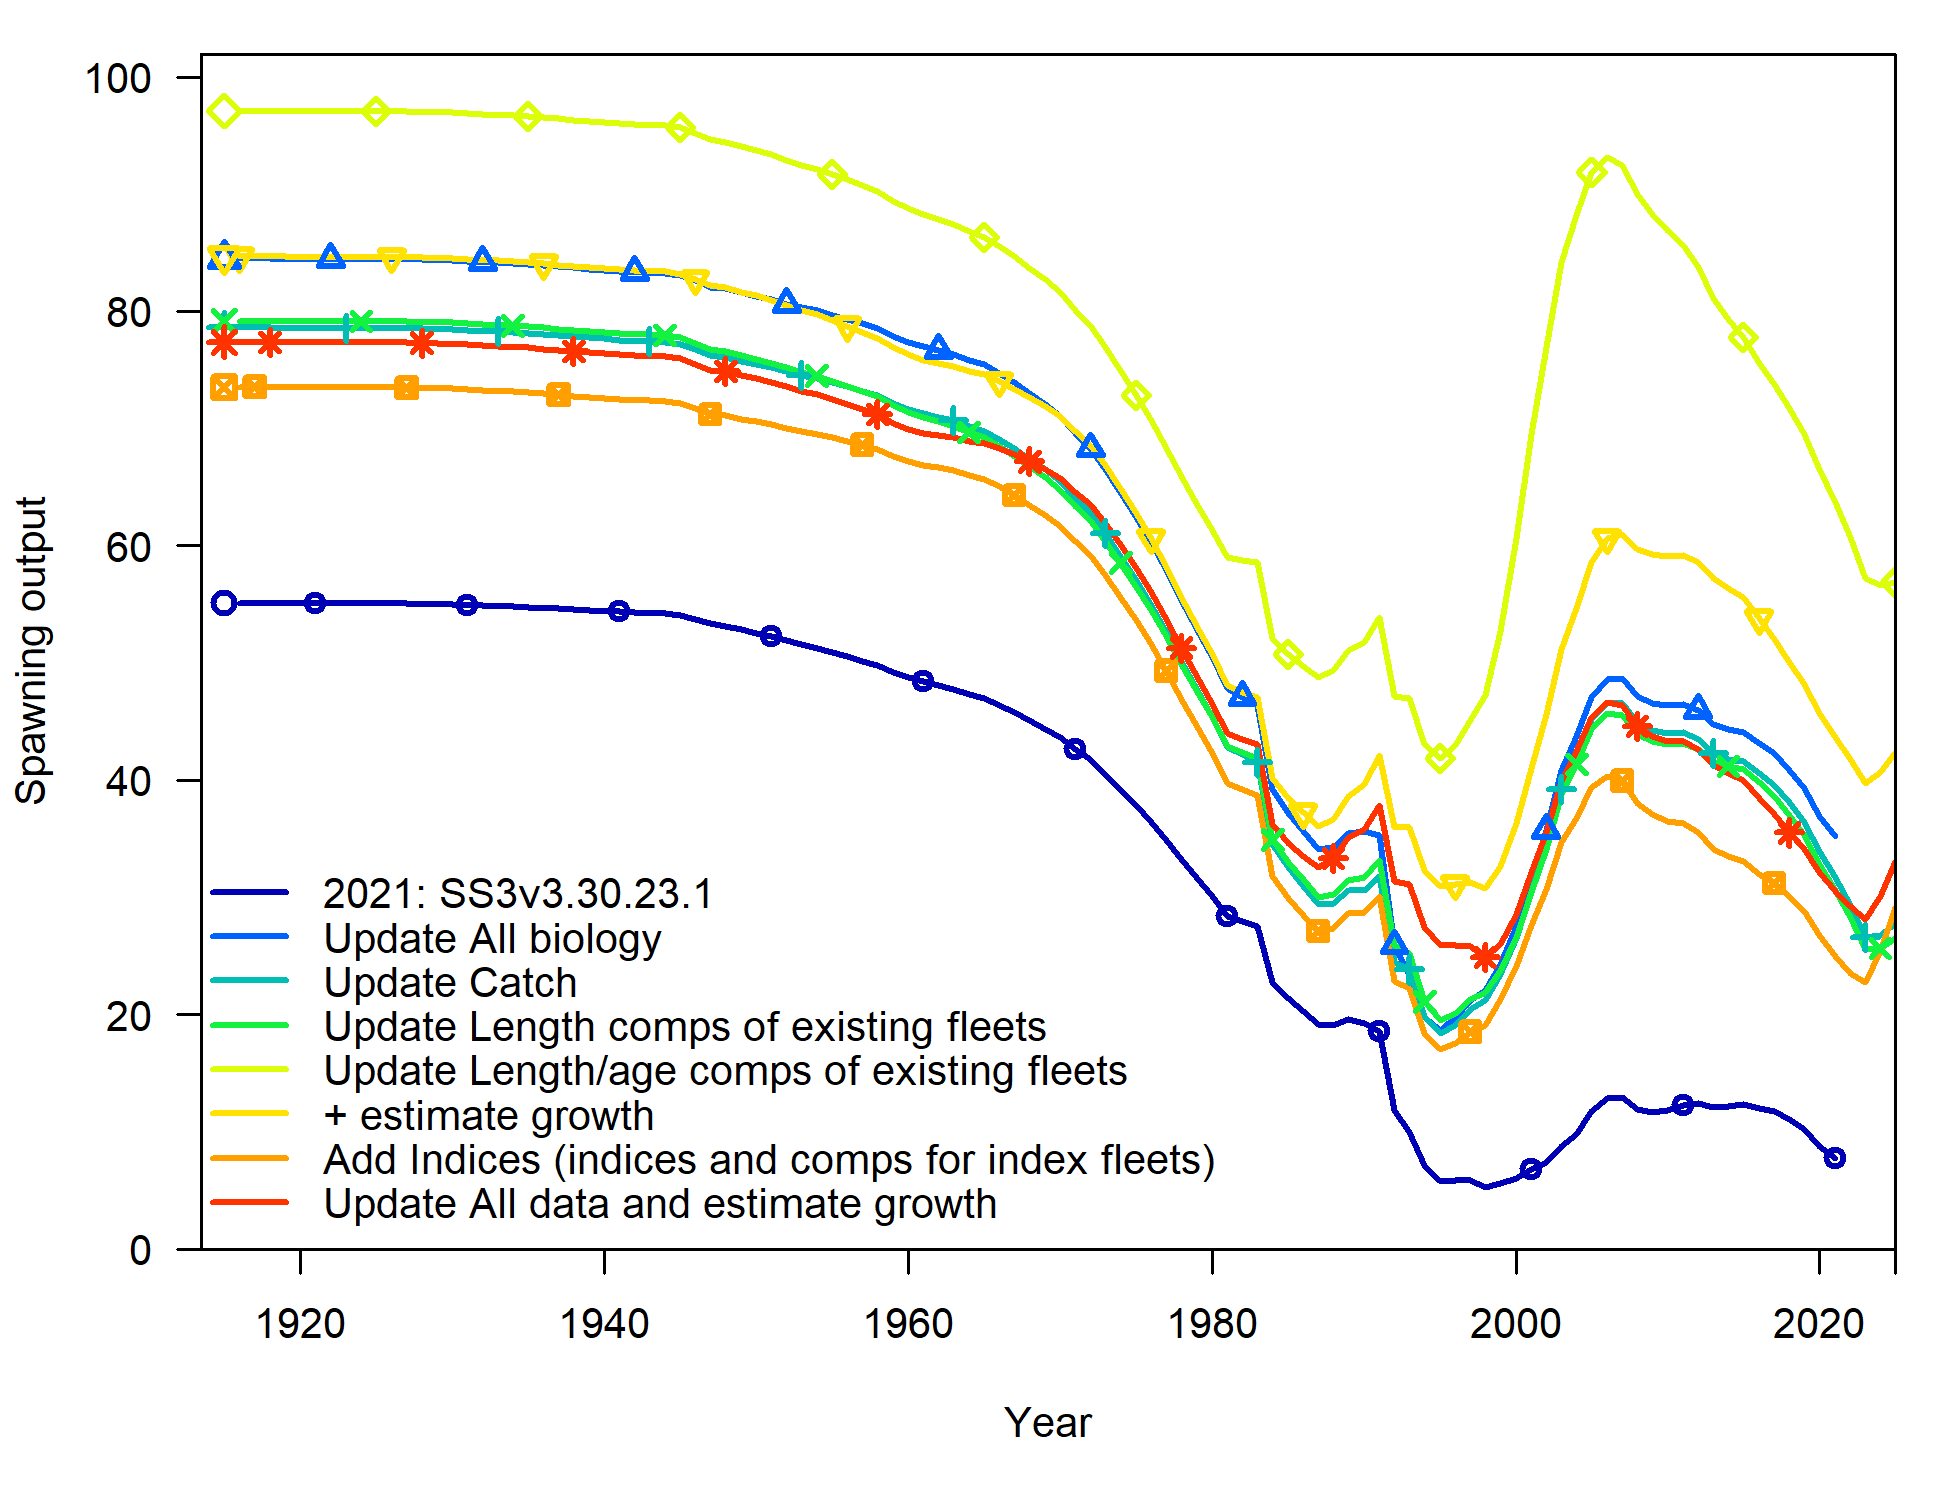 100
80
60
40
20
0
Spawning output
2021: SS3v3.30.23.1
Update All biology
Update Catch
Update Length comps of existing fleets
Update Length/age comps of existing fleets
+ estimate growth
Add Indices (indices and comps for index fleets)
Update All data and estimate growth
1920 1940 1960 1980 2000 2020
Year